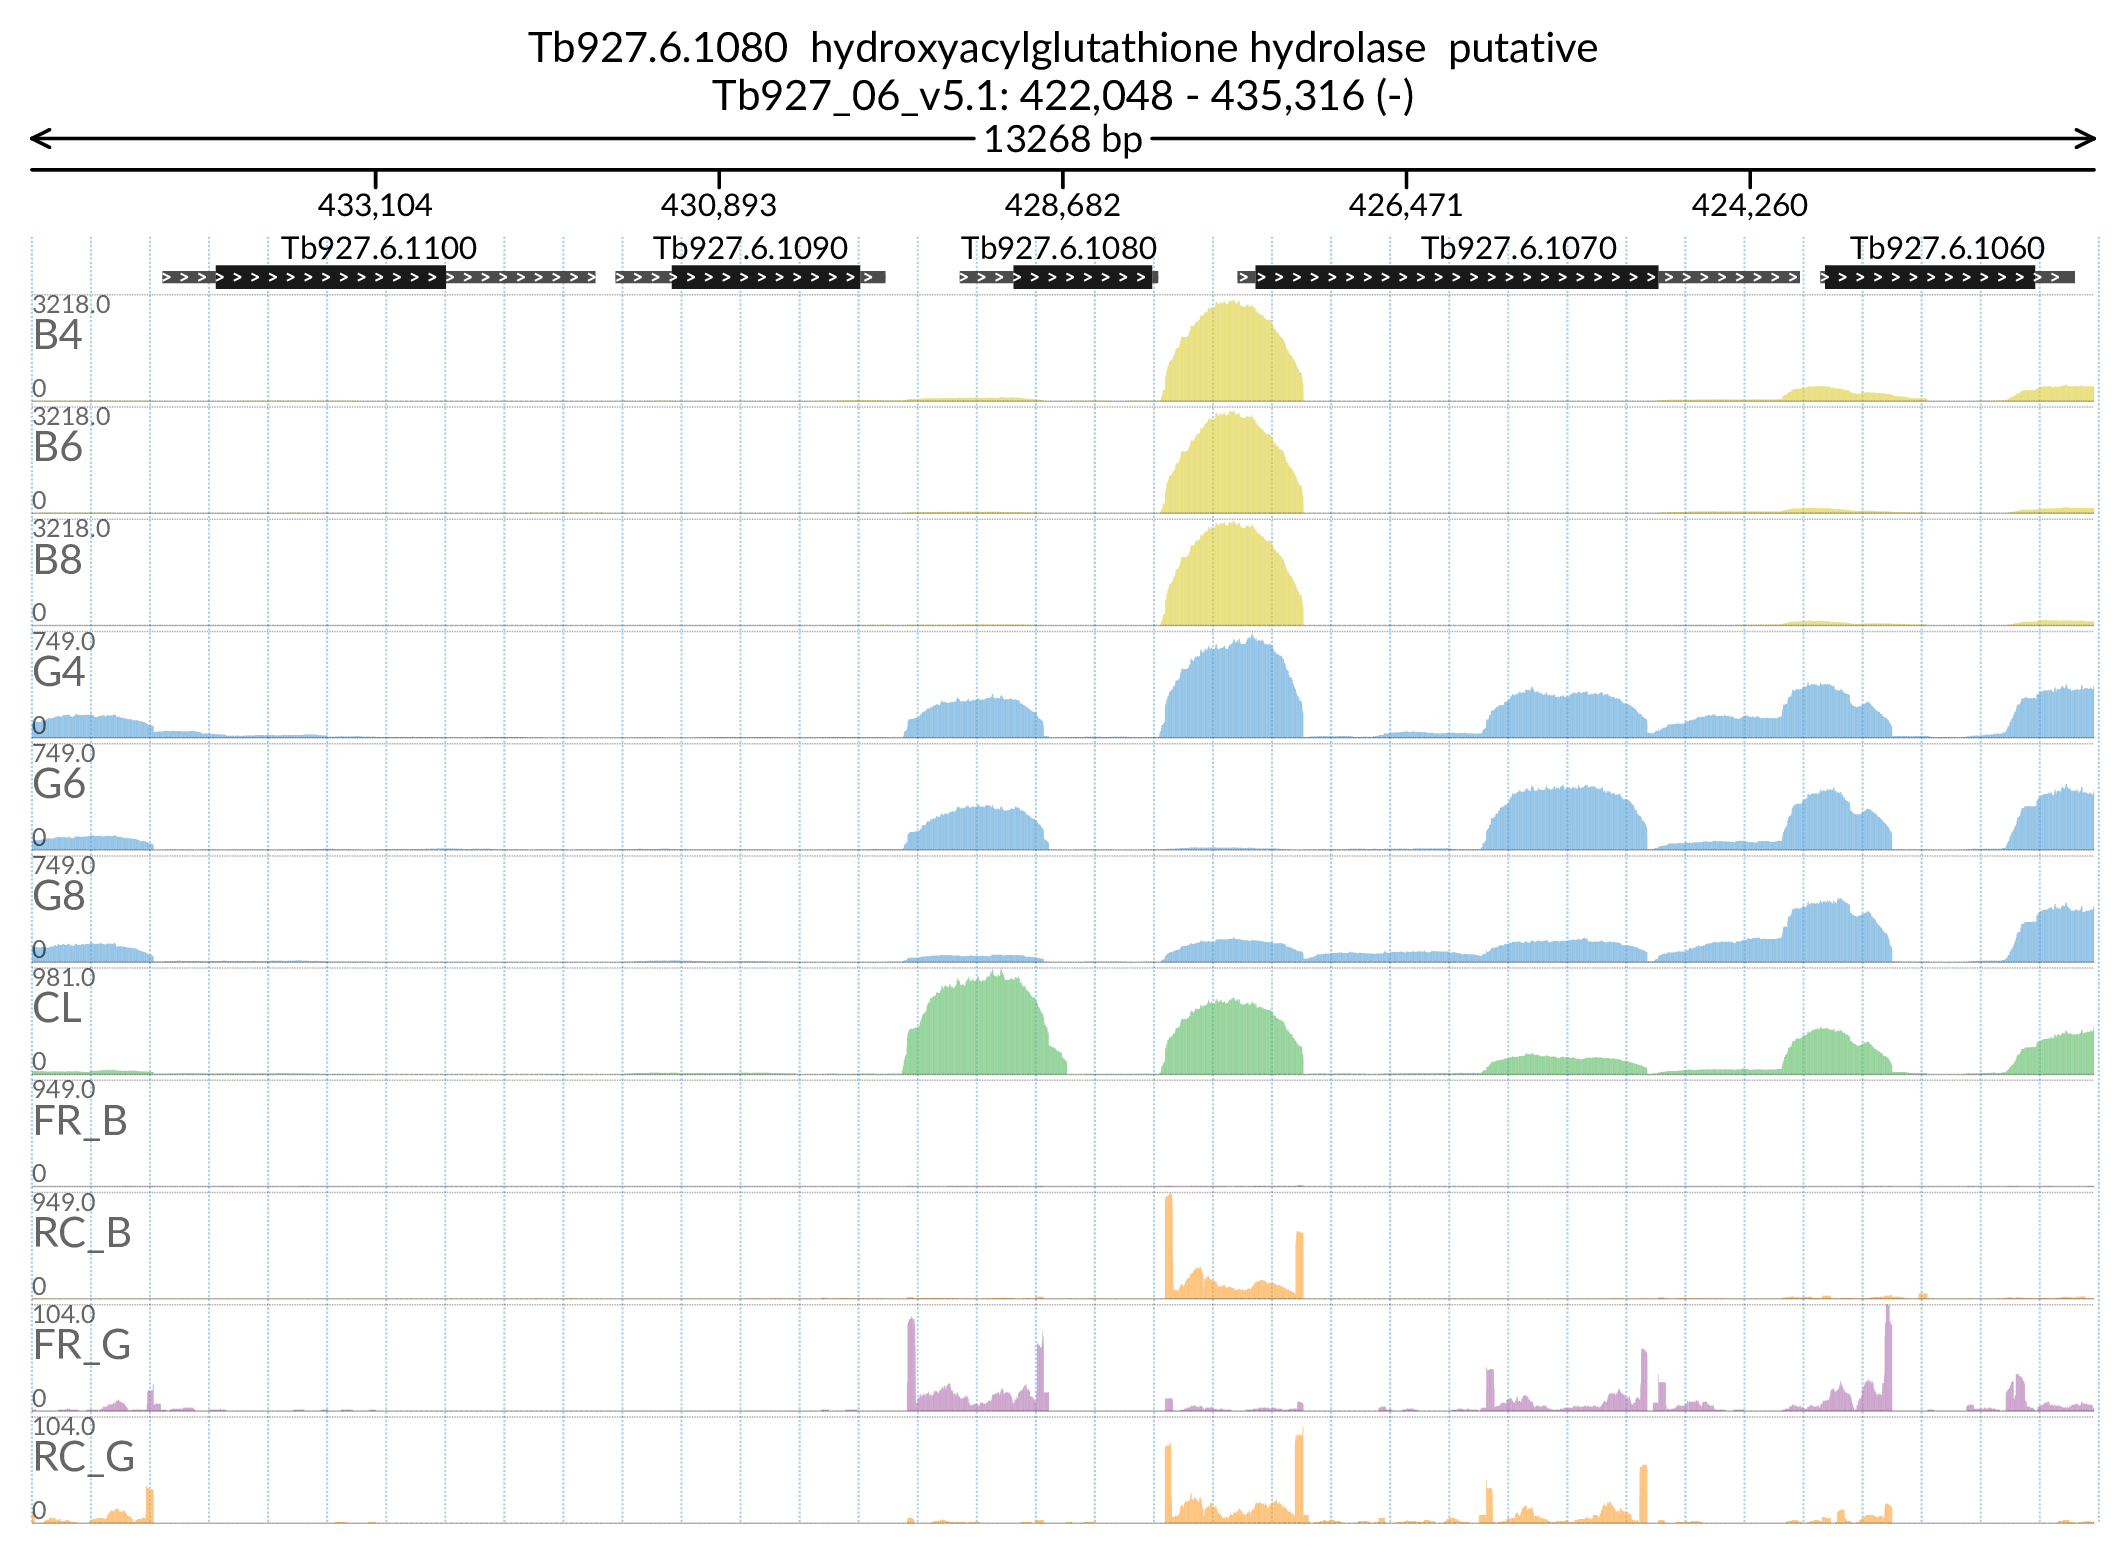 Tb927.6.1080 hydroxyacylglutathione hydrolase putative
Tb927_06_v5.1: 422,048 - 435,316 (-)
13268 bp
433,104 430,893 428,682 426,471 424,260
Tb927.6.1100 Tb927.6.1090 Tb927.6.1080 Tb927.6.1070 Tb927.6.1060
3218.0
B4
0
3218.0
B6
0
3218.0
B8
0
749.0
G4
0
749.0
G6
0
749.0
G8
0
981.0
CL
0
949.0
FR_B
0
949.0
RC_B
0
104.0
FR_G
0
104.0
RC_G
0